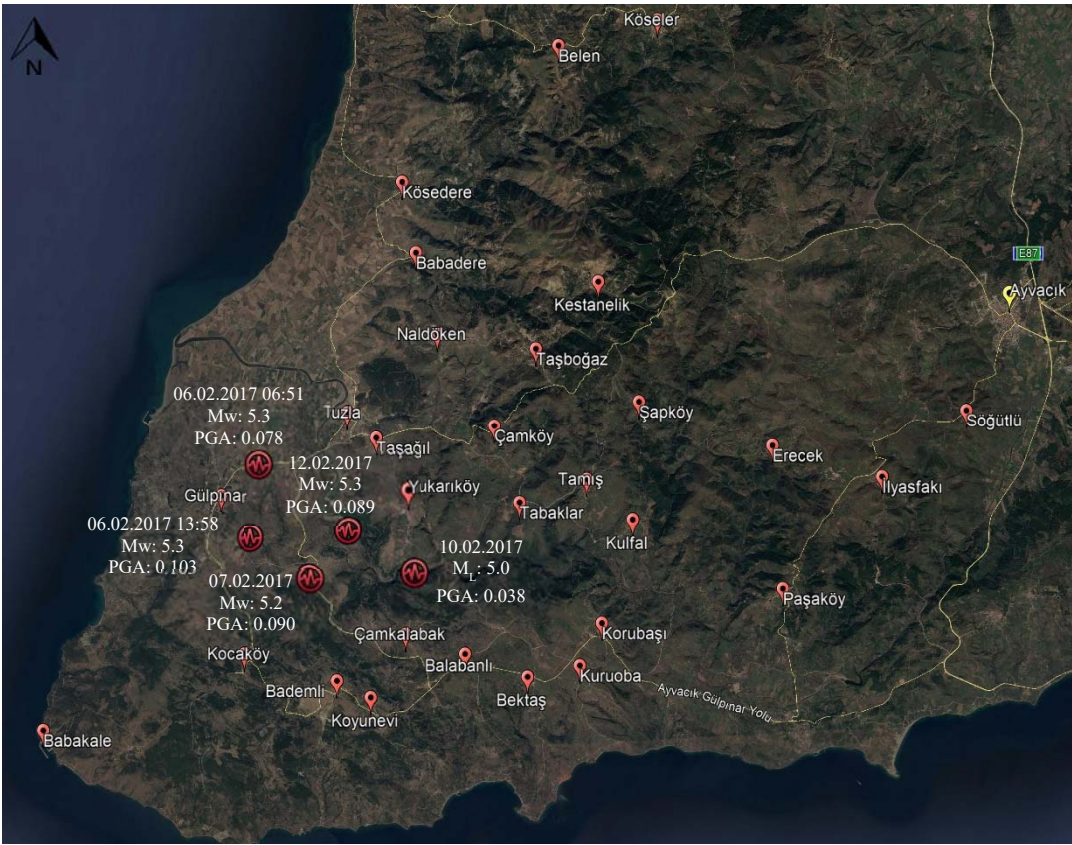 Köseler
Belen
N
Kösedere
Babadere
E87
Kestanelik
Ayvacık
Naldöken
Taşboğaz
06.02.2017 06:51
Mw: 5.3
PGA: 0.078
Tuzla
Şapköy
Söğütlü
Taşağıl
Çamköy
Erecek
12.02.2017
Mw: 5.3
PGA: 0.089
Gülpınar
Yukarıköy
Tamış
Tabaklar
İlyasfakı
Kulfal
06.02.2017 13:58
Mw: 5.3
PGA: 0.103
10.02.2017
ML: 5.0
PGA: 0.038
07.02.2017
Mw: 5.2
PGA: 0.090
Paşaköy
Çamkalabak
Korubaşı
Kocaköy
Balabanlı
Kuruoba
Bademli
Bektaş
Ayvacık Gülpınar Yolu
Koyunevi
Babakale